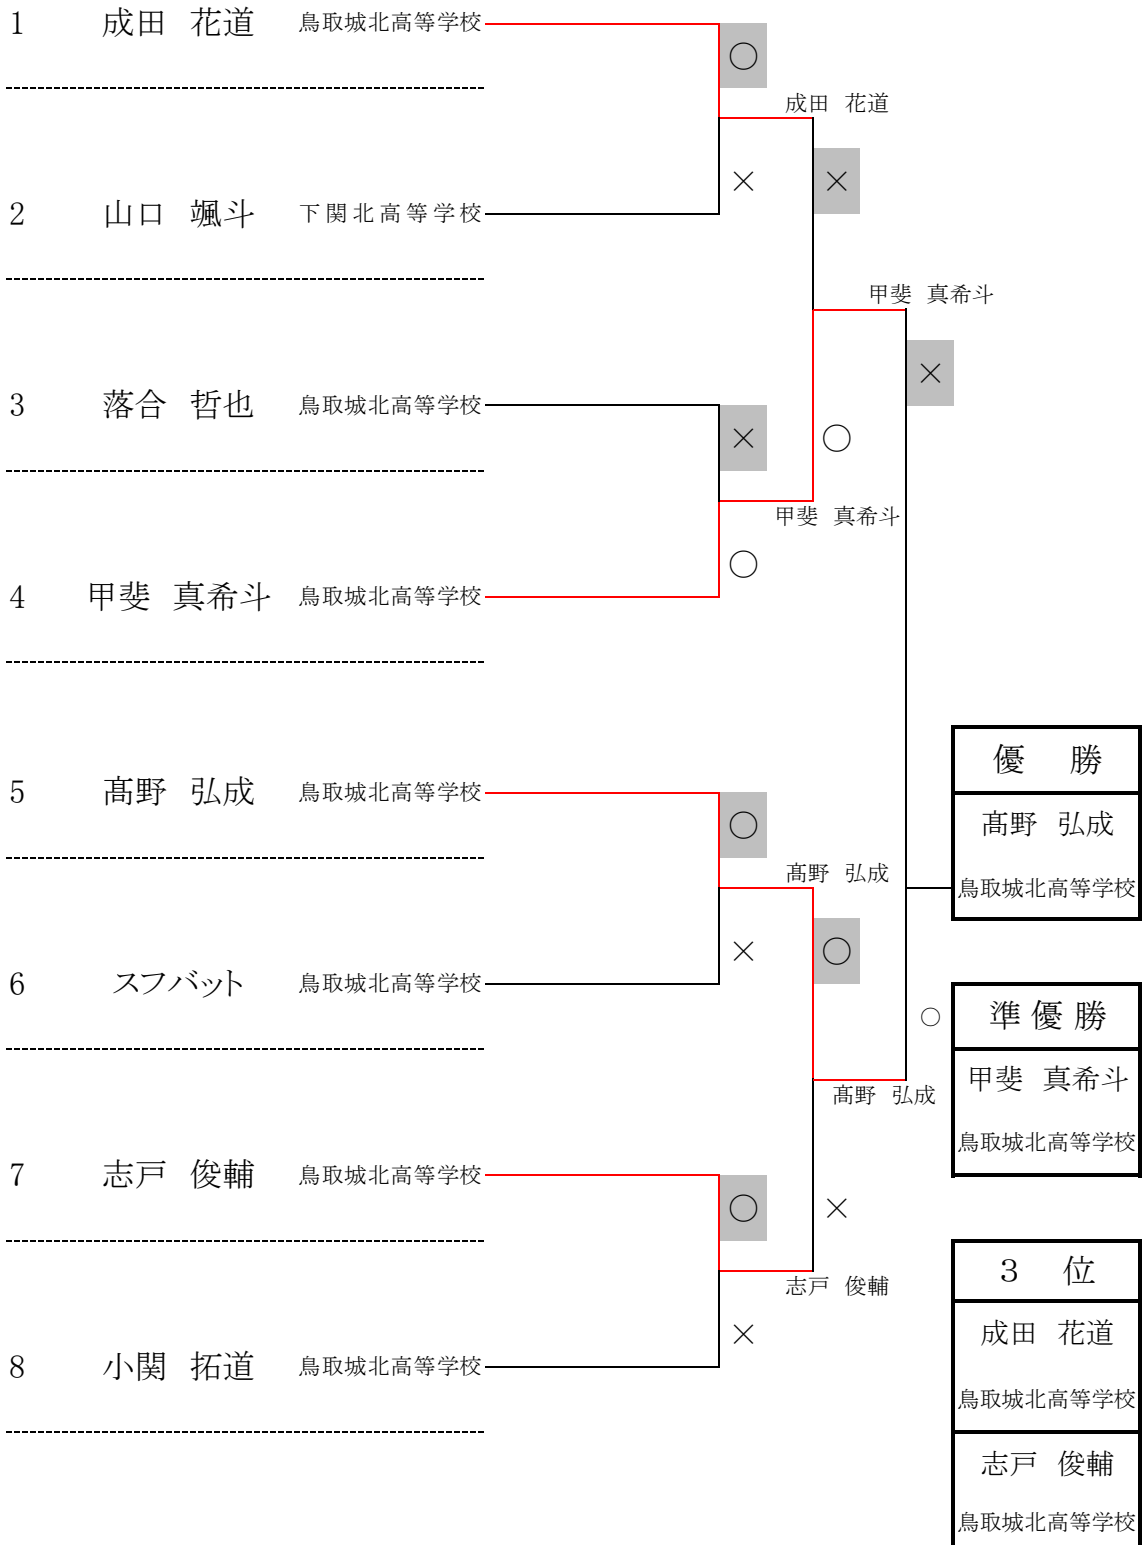 1 成田 花道 鳥取城北高等学校
○
成田 花道
×
×
2 山口 颯斗 下関北高等学校
甲斐 真希斗
×
3 落合 哲也 鳥取城北高等学校
×
○
甲斐 真希斗
○
4 甲斐 真希斗 鳥取城北高等学校
5 髙野 弘成 鳥取城北高等学校
○
髙野 弘成
×
○
6 スフバット 鳥取城北高等学校
○
髙野 弘成
7 志戸 俊輔 鳥取城北高等学校
○
×
志戸 俊輔
×
8 小関 拓道 鳥取城北高等学校
優 勝
髙野 弘成
鳥取城北高等学校
準優勝
甲斐 真希斗
鳥取城北高等学校
3 位
成田 花道
鳥取城北高等学校
志戸 俊輔
鳥取城北高等学校